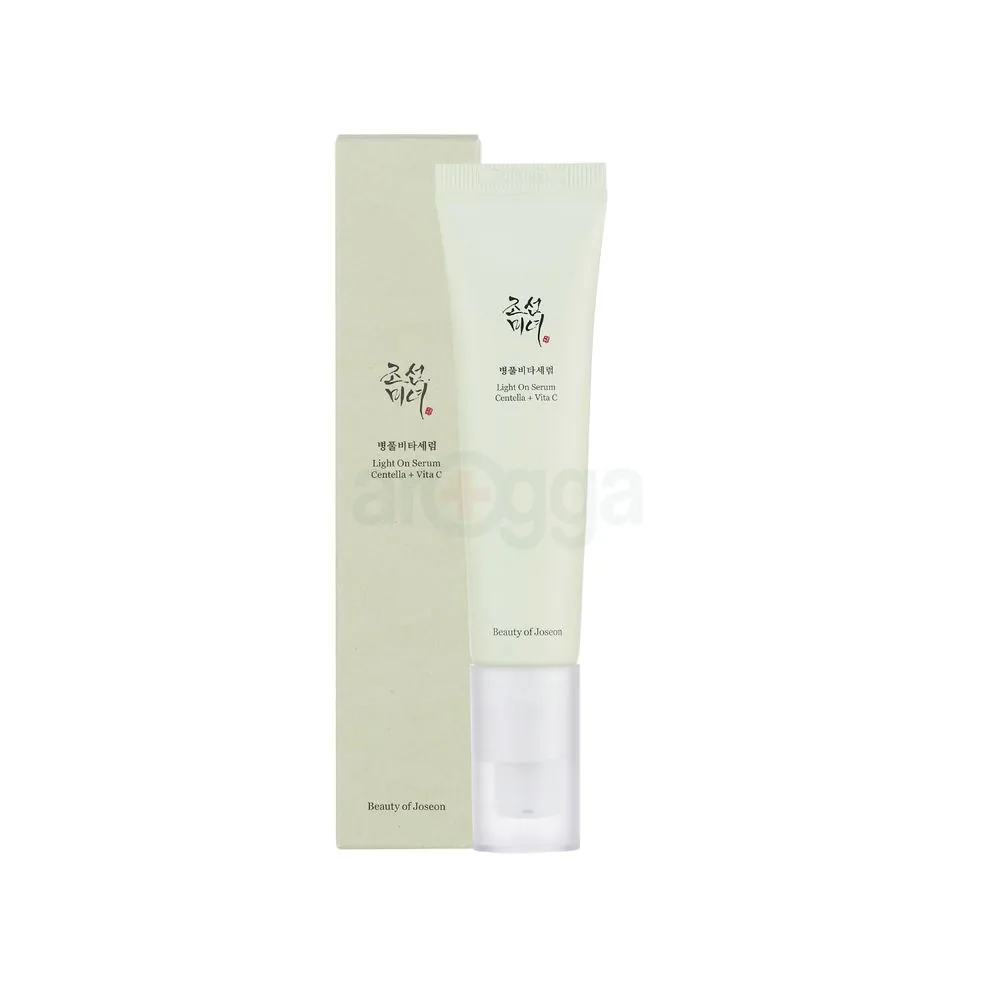 조선
미녀
병풀비타세럼
Light On Serum
Centella + Vita C
Beauty of Joseon
조선
미녀
병풀비타세럼
Light On Serum
Centella + Vita C
Beauty of Joseon
arogga